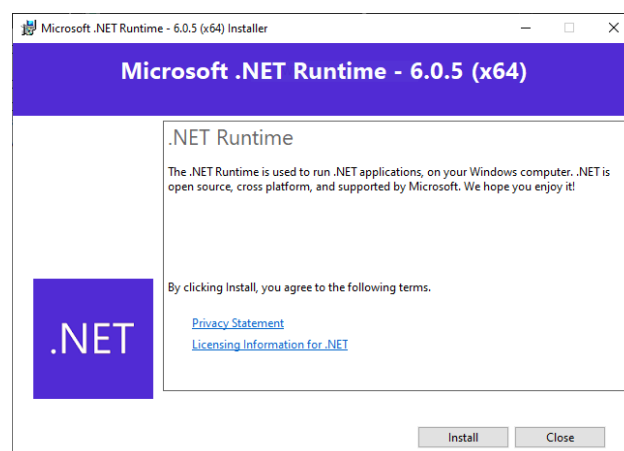 Microsoft .NET Runtime - 6.0.5 (x64) Installer
Microsoft .NET Runtime - 6.0.5 (x64)
.NET Runtime
The .NET Runtime is used to run .NET applications, on your Windows computer. .NET is
open source, cross platform, and supported by Microsoft. We hope you enjoy it!
By clicking Install, you agree to the following terms.
Privacy Statement
Licensing Information for .NET
.NET
Install
Close